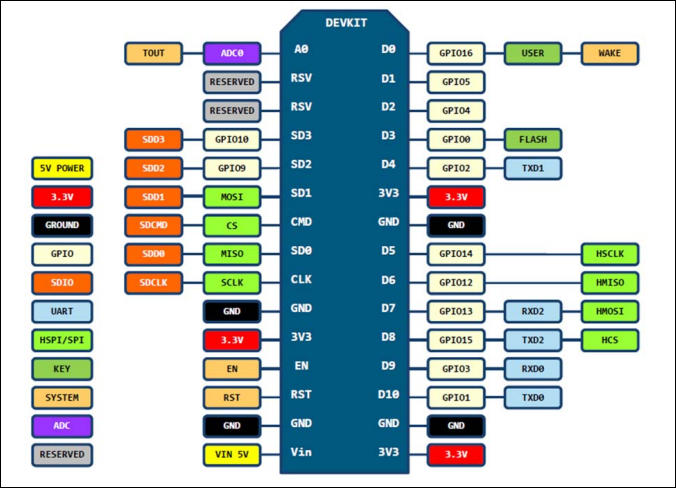 DEVKIT
TOUT ADC0 A0 D0 GPIO16 USER WAKE
RESERVED RSV D1 GPIO5
RESERVED RSV D2 GPIO4
SDD3 GPIO10 SD3 D3 GPIO0 FLASH
5V POWER SDD2 GPIO9 SD2 D4 GPIO2 TXD1
3.3V SDD1 MOSI SD1 3V3 3.3V
GROUND SDCMD CS CMD GND GND
GPIO SDD0 MISO SD0 D5 GPIO14 HSCLK
SDIO SDCLK SCLK CLK D6 GPIO12 HMISO
UART GND GND D7 GPIO13 RXD2 HMOSI
HSPI/SPI 3.3V 3V3 D8 GPIO15 TXD2 HCS
KEY EN EN D9 GPIO3 RXD0
SYSTEM RST RST D10 GPIO1 TXD0
ADC GND GND GND GND
RESERVED VIN 5V Vin 3V3 3.3V